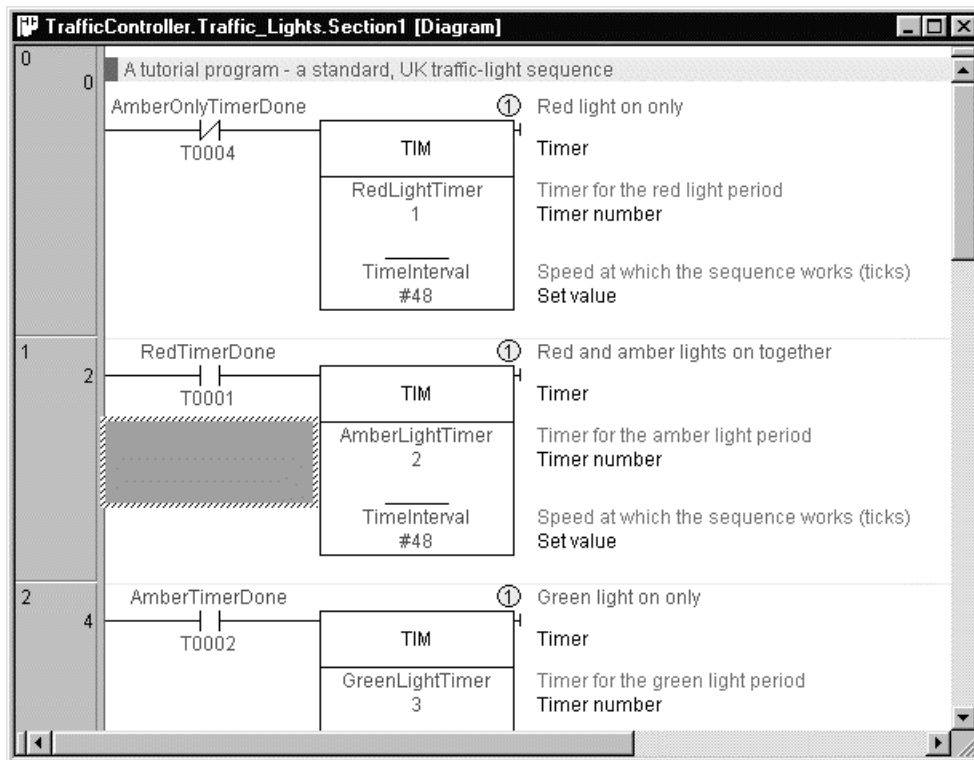 TrafficController.Traffic_Lights.Section1 [Diagram]
0
0
A tutorial program - a standard, UK traffic-light sequence
AmberOnlyTimerDone
1
Red light on only
T0004
TIM
Timer
RedLightTimer
Timer for the red light period
1
Timer number
TimeInterval
Speed at which the sequence works (ticks)
#48
Set value
1
RedTimerDone
1
Red and amber lights on together
2
T0001
TIM
Timer
AmberLightTimer
Timer for the amber light period
2
Timer number
TimeInterval
Speed at which the sequence works (ticks)
#48
Set value
2
AmberTimerDone
1
Green light on only
4
T0002
TIM
Timer
GreenLightTimer
Timer for the green light period
3
Timer number